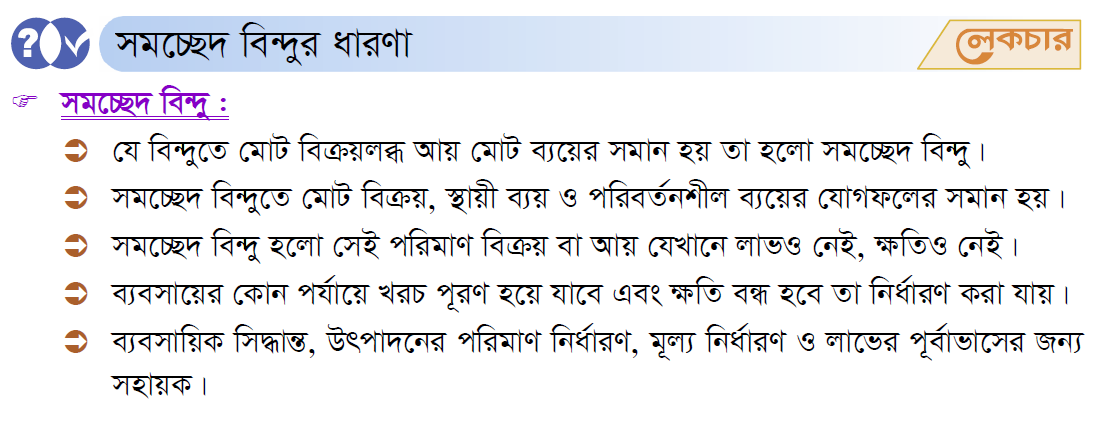 সমচ্ছেদ বিন্দুর ধারণা
লেকচার
সমচ্ছেদ বিন্দু :
যে বিন্দুতে মোট বিক্রয়লব্ধ আয় মোট ব্যয়ের সমান হয় তা হলো সমচ্ছেদ বিন্দু।
সমচ্ছেদ বিন্দুতে মোট বিক্রয়, স্থায়ী ব্যয় ও পরিবর্তনশীল ব্যয়ের যোগফলের সমান হয়।
সমচ্ছেদ বিন্দু হলো সেই পরিমাণ বিক্রয় বা আয় যেখানে লাভও নেই, ক্ষতিও নেই।
ব্যবসায়ের কোন পর্যায়ে খরচ পূরণ হয়ে যাবে এবং ক্ষতি বন্ধ হবে তা নির্ধারণ করা যায়।
ব্যবসায়িক সিদ্ধান্ত, উৎপাদনের পরিমাণ নির্ধারণ, মূল্য নির্ধারণ ও লাভের পূর্বাভাসের জন্য
সহায়ক।